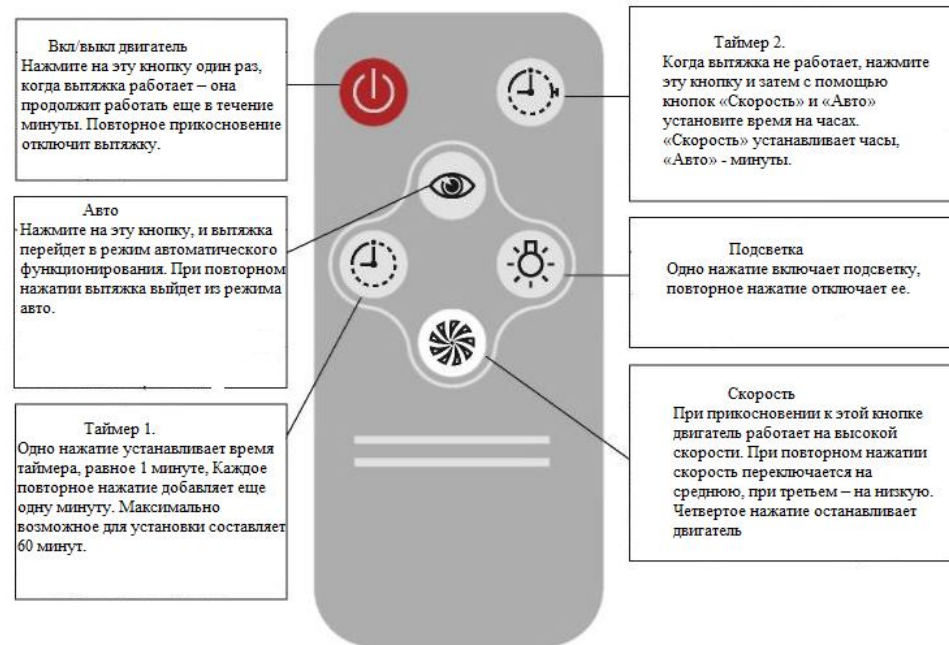 Вкл/выкл двигатель
Нажмите на эту кнопку один раз,
когда вытяжка работает – она
продолжит работать еще в течение
минуты. Повторное прикосновение
отключит вытяжку.
Авто
Нажмите на эту кнопку, и вытяжка
перейдет в режим автоматического
функционирования. При повторном
нажатии вытяжка выйдет из режима
авто.
Таймер 1.
Одно нажатие устанавливает время
таймера, равное 1 минуте, Каждое
повторное нажатие добавляет еще
одну минуту. Максимально
возможное для установки составляет
60 минут.
Таймер 2.
Когда вытяжка не работает, нажмите
эту кнопку и затем с помощью
кнопок «Скорость» и «Авто»
установите время на часах.
«Скорость» устанавливает часы,
«Авто» - минуты.
Подсветка
Одно нажатие включает подсветку,
повторное нажатие отключает ее.
Скорость
При прикосновении к этой кнопке
двигатель работает на высокой
скорости. При повторном нажатии
скорость переключается на
среднюю, при третьем – на низкую.
Четвертое нажатие останавливает
двигатель